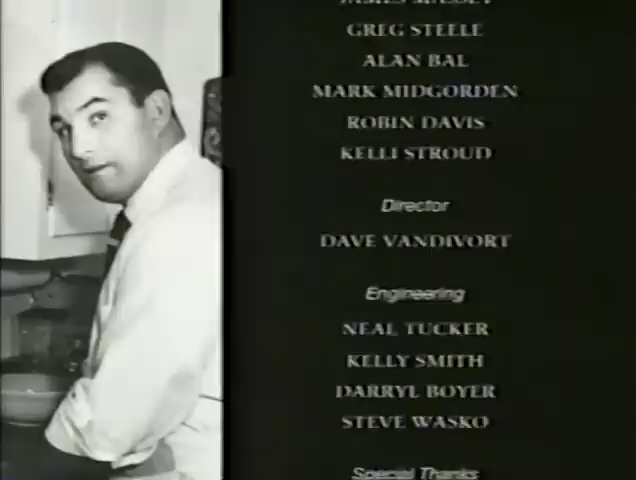 GREG STEELE
ALAN BAL
MARK MIDGORDEN
ROBIN DAVIS
KELLI STROUD
Director
DAVE VANDIVORT
Engineering
NEAL TUCKER
KELLY SMITH
DARRYL BOYER
STEVE WASKO
Special Thanks